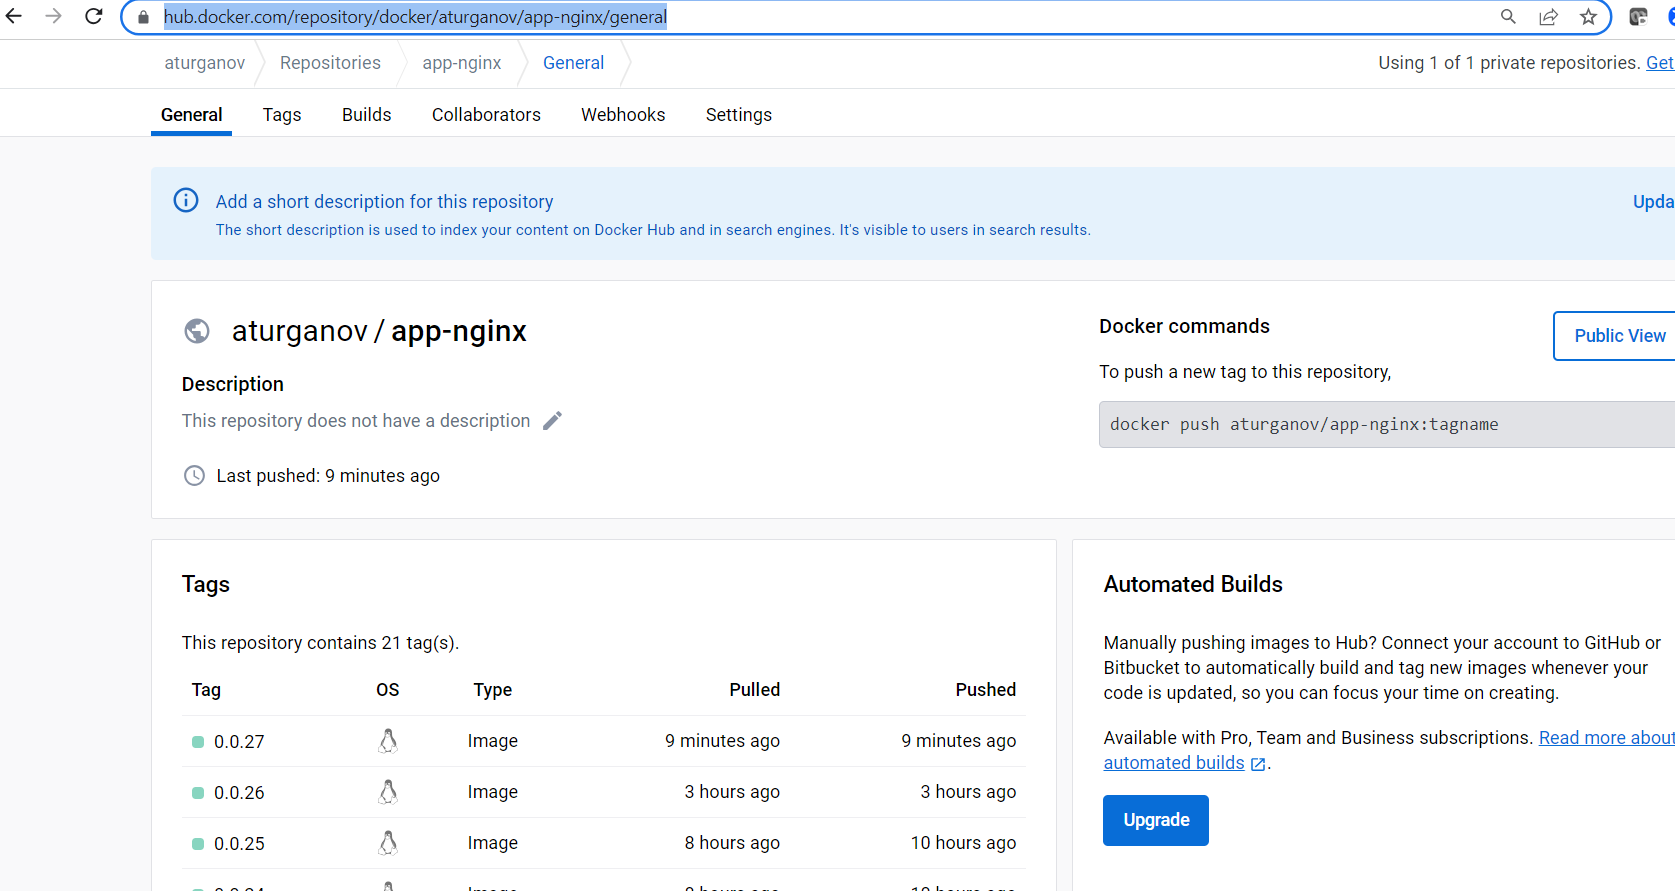 hub.docker.com/repository/docker/aturganov/app-nginx/general
aturganov Repositories app-nginx General Using 1 of 1 private repositories. Get
General Tags Builds Collaborators Webhooks Settings
Add a short description for this repository
The short description is used to index your content on Docker Hub and in search engines. It's visible to users in search results.
aturganov / app-nginx
Description
This repository does not have a description
Last pushed: 9 minutes ago
Docker commands
Public View
To push a new tag to this repository,
docker push aturganov/app-nginx:tagname
Tags
This repository contains 21 tag(s).
Tag OS Type Pulled Pushed
0.0.27 Image 9 minutes ago 9 minutes ago
0.0.26 Image 3 hours ago 3 hours ago
0.0.25 Image 8 hours ago 10 hours ago
Automated Builds
Manually pushing images to Hub? Connect your account to GitHub or
Bitbucket to automatically build and tag new images whenever your
code is updated, so you can focus your time on creating.
Available with Pro, Team and Business subscriptions. Read more about
automated builds.
Upgrade